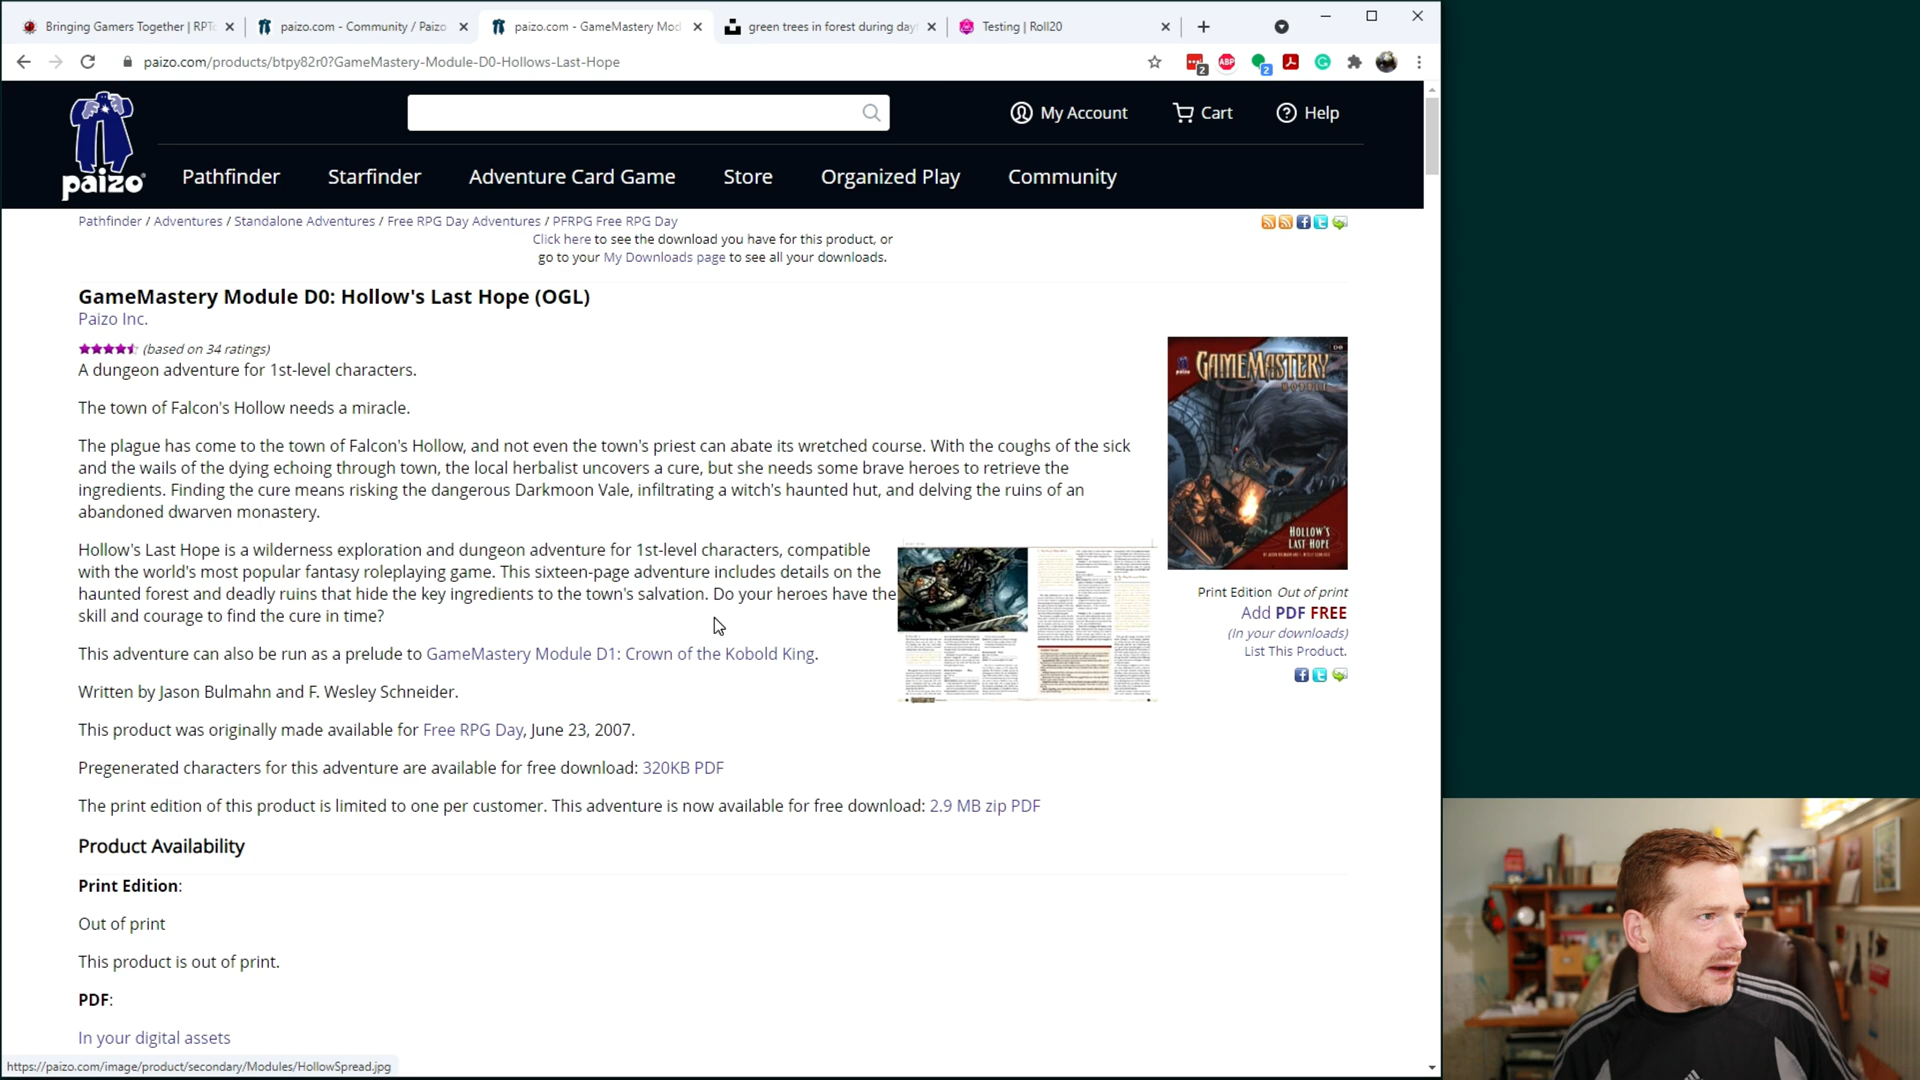 Bringing Gamers Together | RPTo
paizo.com - Community / Paizo
paizo.com - GameMastery Mod
green trees in forest during day
Testing | Roll20
paizo.com/products/btpy82r0?GameMastery-Module-D0-Hollows-Last-Hope
2
ABP
2
paizo
My Account
Cart
Help
Pathfinder
Starfinder
Adventure Card Game
Store
Organized Play
Community
Pathfinder / Adventures / Standalone Adventures / Free RPG Day Adventures / PFRPG Free RPG Day
Click here to see the download you have for this product, or
go to your My Downloads page to see all your downloads.
GameMastery Module D0: Hollow's Last Hope (OGL)
Paizo Inc.
(based on 34 ratings)
A dungeon adventure for 1st-level characters.
The town of Falcon's Hollow needs a miracle.
The plague has come to the town of Falcon's Hollow, and not even the town's priest can abate its wretched course. With the coughs of the sick
and the wails of the dying echoing through town, the local herbalist uncovers a cure, but she needs some brave heroes to retrieve the
ingredients. Finding the cure means risking the dangerous Darkmoon Vale, infiltrating a witch's haunted hut, and delving the ruins of an
abandoned dwarven monastery.
Hollow's Last Hope is a wilderness exploration and dungeon adventure for 1st-level characters, compatible
with the world's most popular fantasy roleplaying game. This sixteen-page adventure includes details on the
haunted forest and deadly ruins that hide the key ingredients to the town's salvation. Do your heroes have the
skill and courage to find the cure in time?
This adventure can also be run as a prelude to GameMastery Module D1: Crown of the Kobold King.
Written by Jason Bulmahn and F. Wesley Schneider.
This product was originally made available for Free RPG Day, June 23, 2007.
Pregenerated characters for this adventure are available for free download: 320KB PDF
The print edition of this product is limited to one per customer. This adventure is now available for free download: 2.9 MB zip PDF
Product Availability
Print Edition:
Out of print
This product is out of print.
PDF:
In your digital assets
D0
paizo
GAMEMASTERY
MODULE
HOLLOW'S
LAST HOPE
Print Edition Out of print
Add PDF FREE
(In your downloads)
List This Product.
https://paizo.com/image/product/secondary/Modules/HollowSpread.jpg